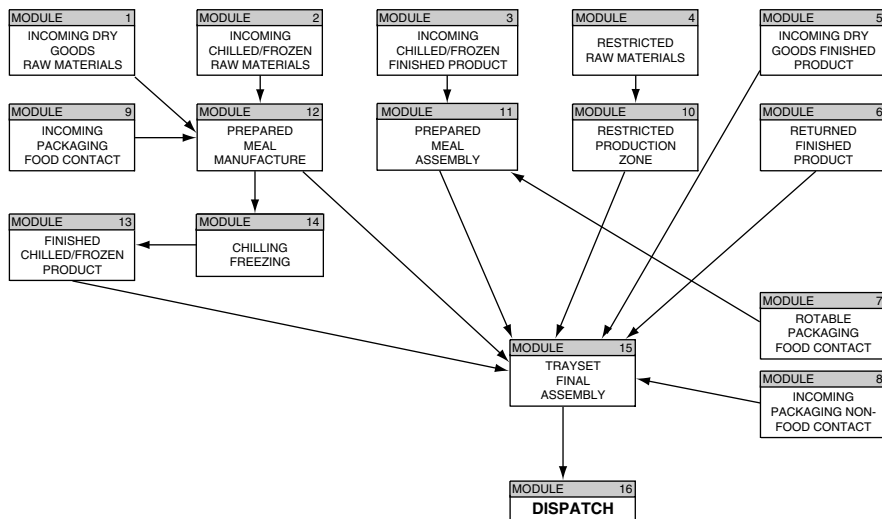 MODULE 1
INCOMING DRY
GOODS
RAW MATERIALS
MODULE 2
INCOMING
CHILLED/FROZEN
RAW MATERIALS
MODULE 3
INCOMING
CHILLED/FROZEN
FINISHED PRODUCT
MODULE 4
RESTRICTED
RAW MATERIALS
MODULE 5
INCOMING DRY
GOODS FINISHED
PRODUCT
MODULE 9
INCOMING
PACKAGING
FOOD CONTACT
MODULE 12
PREPARED
MEAL
MANUFACTURE
MODULE 11
PREPARED
MEAL
ASSEMBLY
MODULE 10
RESTRICTED
PRODUCTION
ZONE
MODULE 6
RETURNED
FINISHED
PRODUCT
MODULE 13
FINISHED
CHILLED/FROZEN
PRODUCT
MODULE 14
CHILLING
FREEZING
MODULE 7
ROTABLE
PACKAGING
FOOD CONTACT
MODULE 15
TRAYSET
FINAL
ASSEMBLY
MODULE 8
INCOMING
PACKAGING NON-
FOOD CONTACT
MODULE 16
DISPATCH